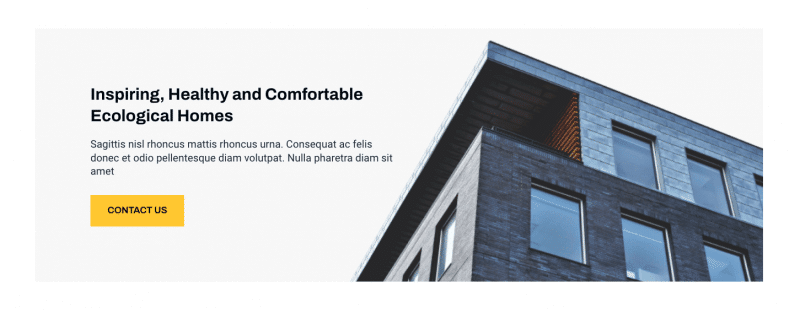 Inspiring, Healthy and Comfortable
Ecological Homes
Sagittis nisl rhoncus mattis rhoncus urna. Consequat ac felis
donec et odio pellentesque diam volutpat. Nulla pharetra diam sit
amet
CONTACT US